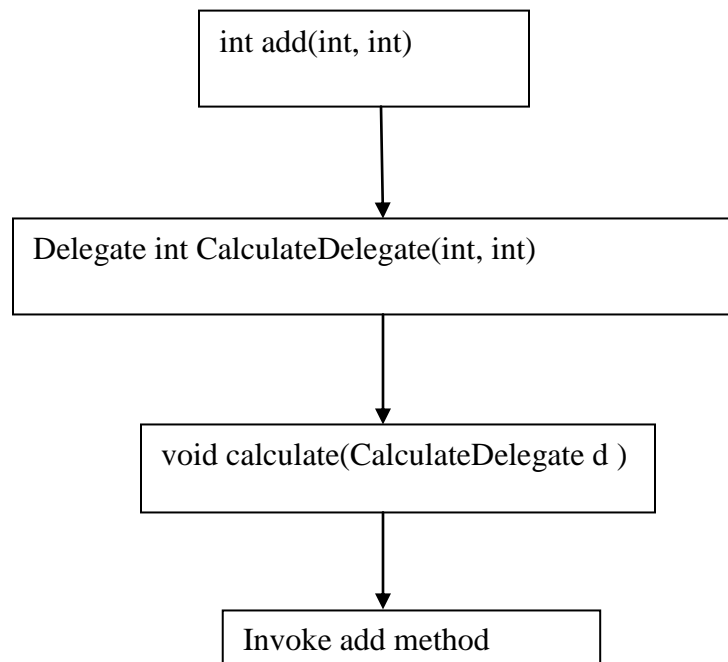 int add(int, int)
Delegate int CalculateDelegate(int, int)
void calculate(CalculateDelegate d )
Invoke add method